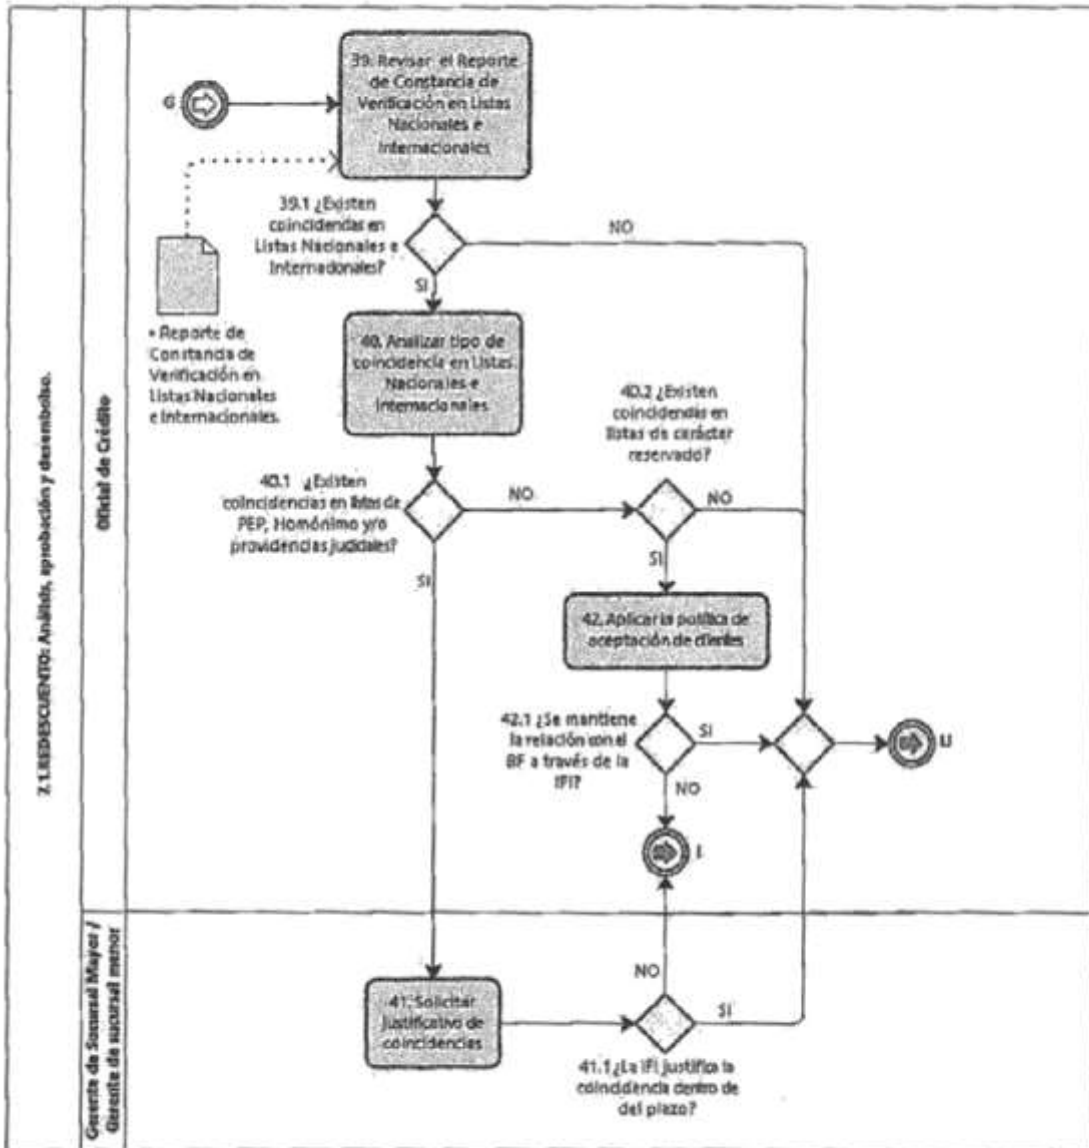 2.1.REDESCUENTO: Análisis, aprobación y desembolso.
Oficial de Crédito
G
39. Revisar el Reporte
de Constancia de
Verificación en Listas
Nacionales e
Internacionales
39.1 ¿Existen
coincidencias en
Listas Nacionales e
Internacionales?
NO
SI
• Reporte de
Constancia de
Verificación en
Listas Nacionales
e Internacionales.
40. Analizar tipo de
coincidencia en Listas
Nacionales e
Internacionales
40.2 ¿Existen
coincidencias en
listas de carácter
reservado?
40.1 ¿Existen
coincidencias en listas de
PEP, Homónimo y/o
providencias judiciales?
NO
NO
SI
SI
42. Aplicar la política de
aceptación de clientes
42.1 ¿Se mantiene
la relación con el
BF a través de la
IFI?
SI
NO
Gerente de Sucursal Mayor /
Gerente de sucursal menor
41. Solicitar
justificativo de
coincidencias
NO
SI
41.1 ¿La IFI justifica la
coincidencia dentro de
del plazo?